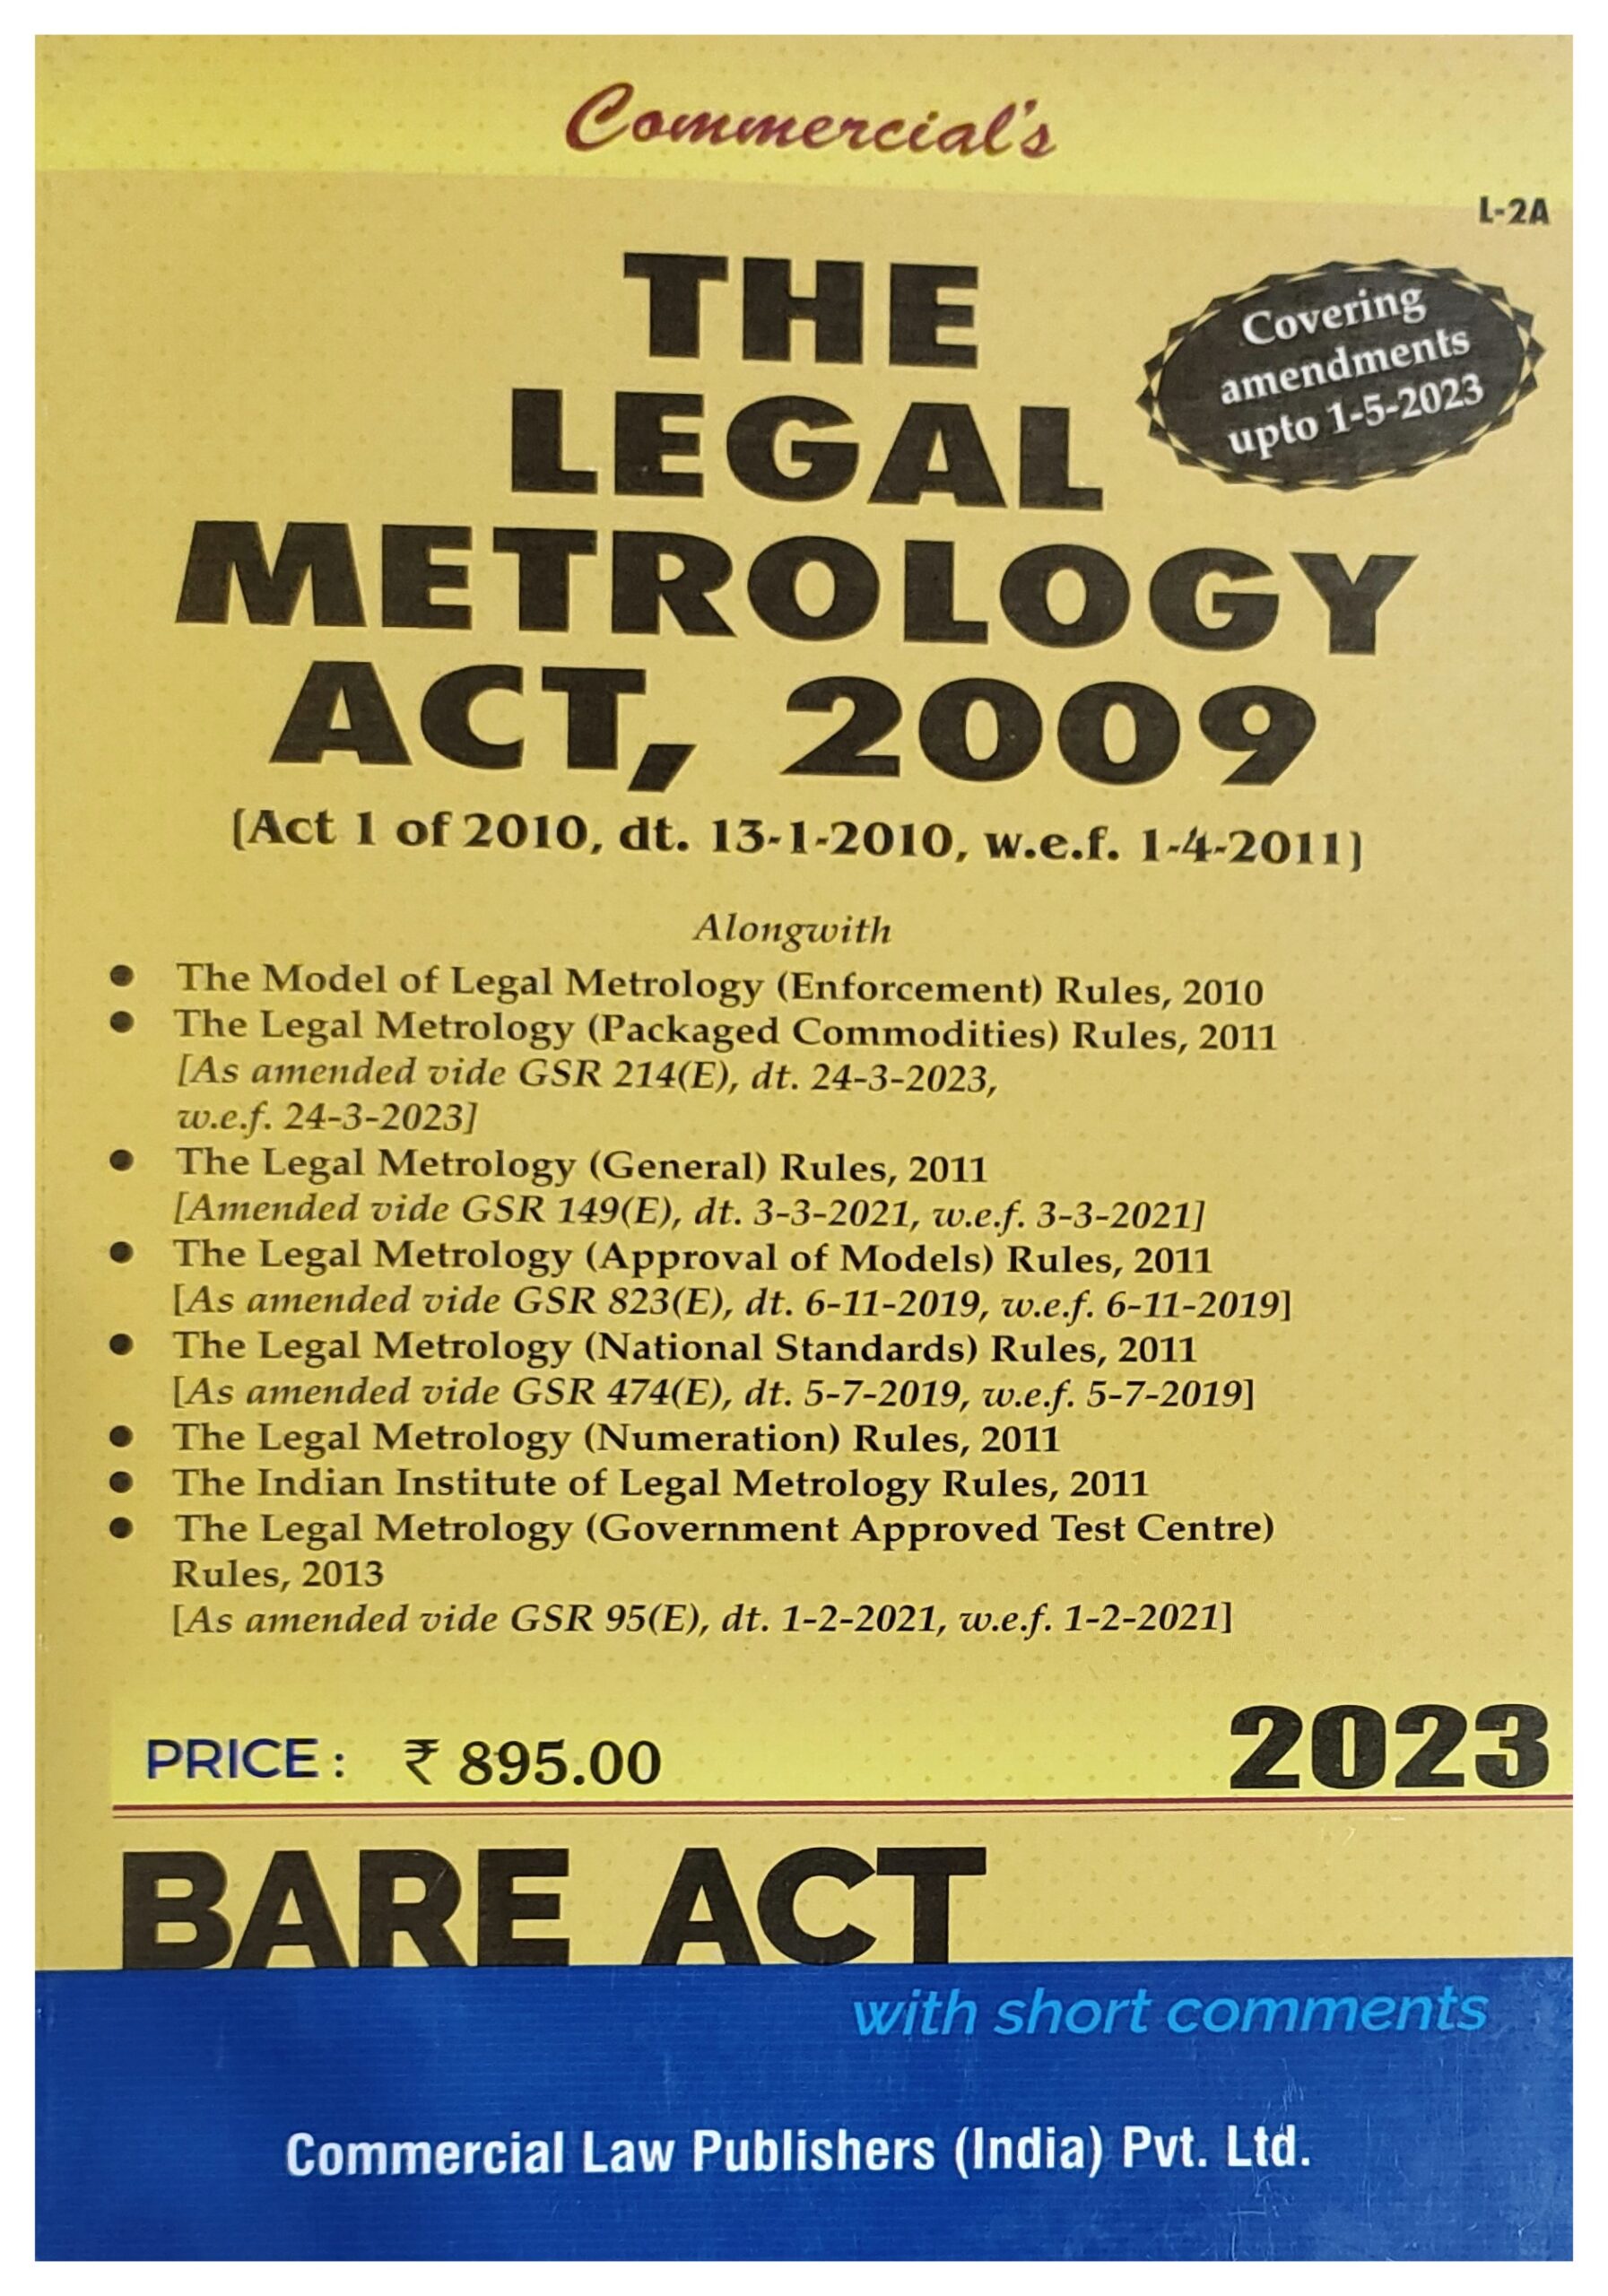 Commercial's
L-2A
THE
LEGAL
METROLOGY
ACT, 2009
Covering
amendments
upto 1-5-2023
[Act 1 of 2010, dt. 13-1-2010, w.e.f. 1-4-2011]
Alongwith
● The Model of Legal Metrology (Enforcement) Rules, 2010
● The Legal Metrology (Packaged Commodities) Rules, 2011
[As amended vide GSR 214(E), dt. 24-3-2023,
w.e.f. 24-3-2023]
● The Legal Metrology (General) Rules, 2011
[Amended vide GSR 149(E), dt. 3-3-2021, w.e.f. 3-3-2021]
● The Legal Metrology (Approval of Models) Rules, 2011
[As amended vide GSR 823(E), dt. 6-11-2019, w.e.f. 6-11-2019]
● The Legal Metrology (National Standards) Rules, 2011
[As amended vide GSR 474(E), dt. 5-7-2019, w.e.f. 5-7-2019]
● The Legal Metrology (Numeration) Rules, 2011
● The Indian Institute of Legal Metrology Rules, 2011
● The Legal Metrology (Government Approved Test Centre)
Rules, 2013
[As amended vide GSR 95(E), dt. 1-2-2021, w.e.f. 1-2-2021]
PRICE : ₹ 895.00
2023
BARE ACT
with short comments
Commercial Law Publishers (India) Pvt. Ltd.